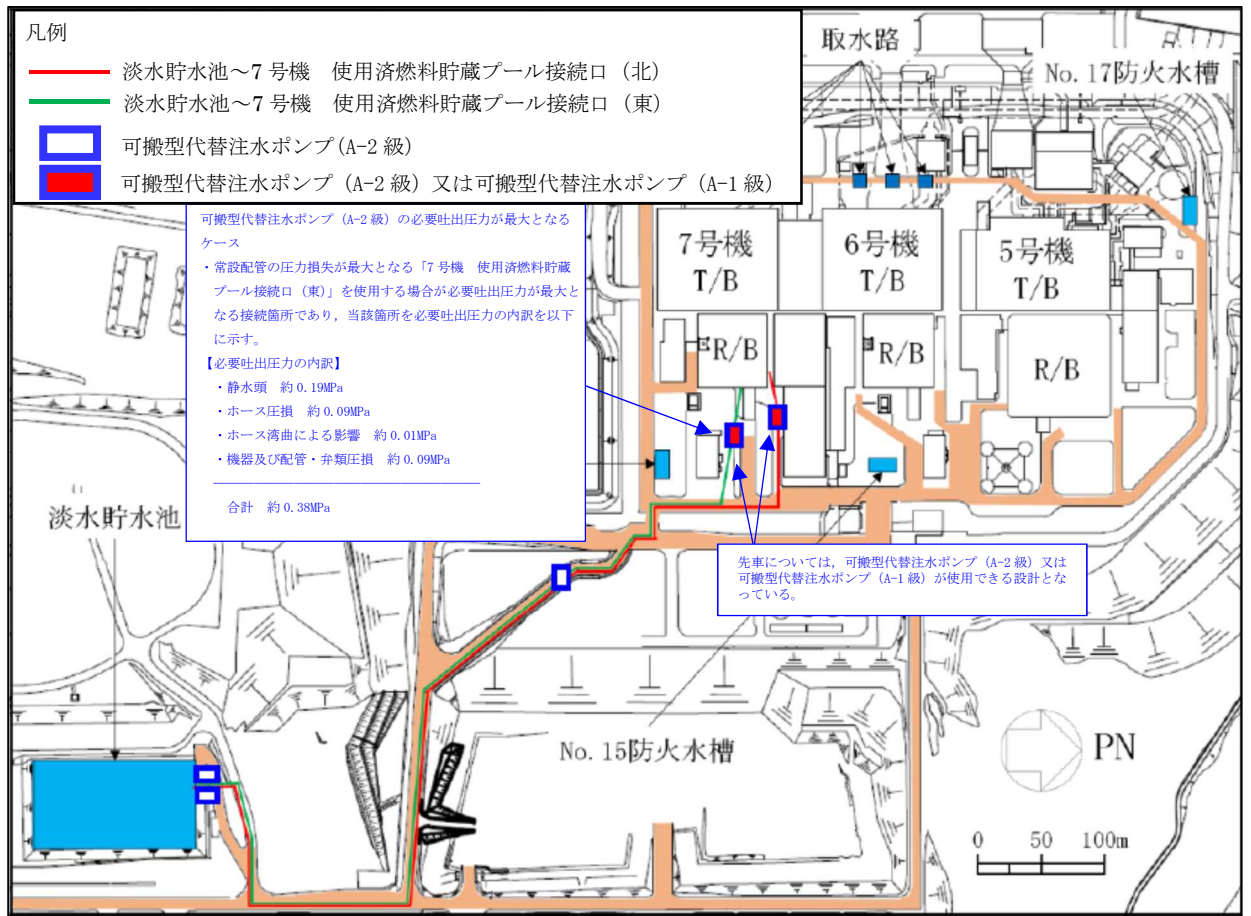 凡例
淡水貯水池～7 号機　使用済燃料貯蔵プール接続口（北）
淡水貯水池～7 号機　使用済燃料貯蔵プール接続口（東）
可搬型代替注水ポンプ(A-2 級)
可搬型代替注水ポンプ（A-2 級）又は可搬型代替注水ポンプ（A-1 級）
取水路
No. 17防火水槽
可搬型代替注水ポンプ（A-2 級）の必要吐出圧力が最大となる
ケース
・常設配管の圧力損失が最大となる「7 号機　使用済燃料貯蔵
プール接続口（東）」を使用する場合が必要吐出圧力が最大と
なる接続箇所であり，当該箇所を必要吐出圧力の内訳を以下
に示す。
【必要吐出圧力の内訳】
・静水頭　約 0.19MPa
・ホース圧損　約 0.09MPa
・ホース湾曲による影響　約 0.01MPa
・機器及び配管・弁類圧損　約 0.09MPa
合計　約 0.38MPa
7号機
T/B
6号機
T/B
5号機
T/B
R/B
R/B
R/B
淡水貯水池
先車については，可搬型代替注水ポンプ（A-2 級）又は
可搬型代替注水ポンプ（A-1 級）が使用できる設計とな
っている。
No. 15防火水槽
PN
0 50 100m